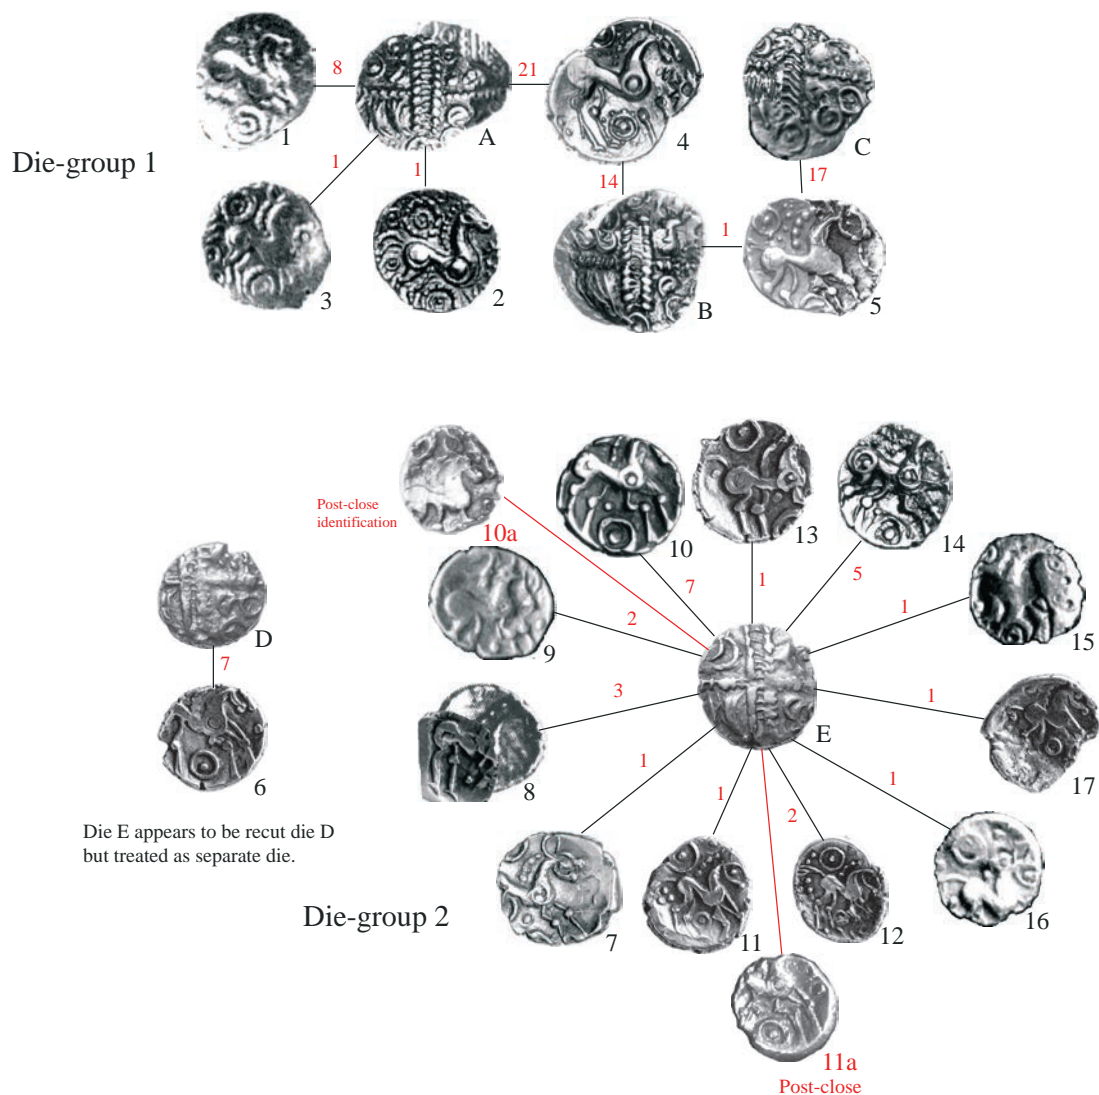 8
21
1
A
4
C
Die-group 1
1
1
14
17
1
3
2
B
5
Post-close
identification
10a
10
13
14
7
1
5
D
9
2
1
15
7
3
1
E
6
8
1
1
2
1
17
Die E appears to be recut die D
but treated as separate die.
Die-group 2
7
11
12
16
11a
Post-close